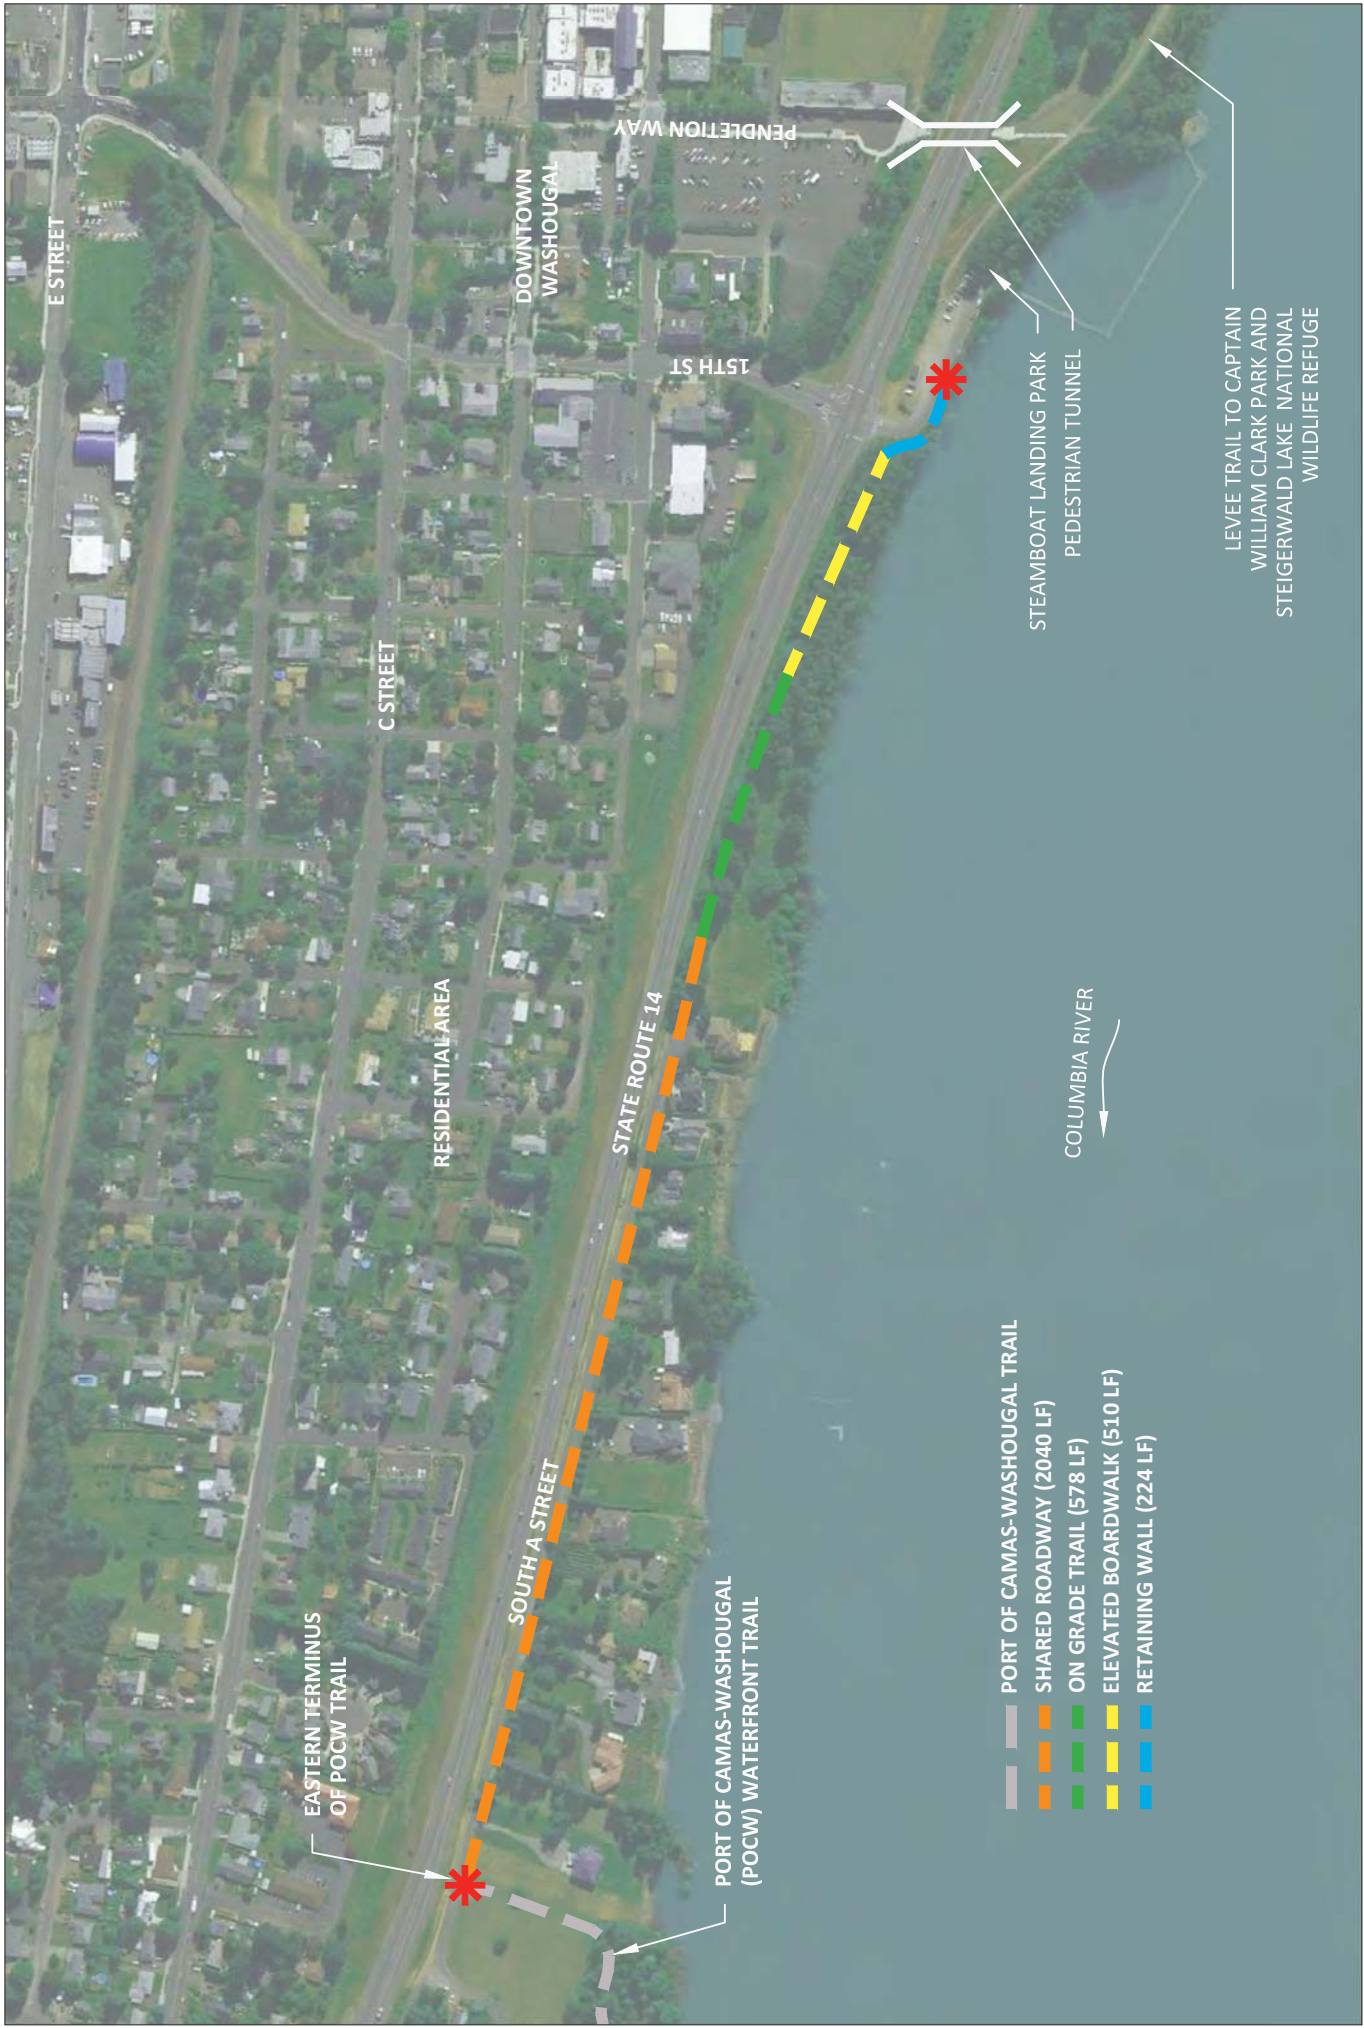 E STREET
PENDLETION WAY
DOWNTOWN
WASHOUGAL
15TH ST
C STREET
RESIDENTIAL AREA
STATE ROUTE 14
SOUTH A STREET
EASTERN TERMINUS
OF POCW TRAIL
PORT OF CAMAS-WASHOUGAL
(POCW) WATERFRONT TRAIL
STEAMBOAT LANDING PARK
PEDESTRIAN TUNNEL
LEVEE TRAIL TO CAPTAIN
WILLIAM CLARK PARK AND
STEIGERWALD LAKE NATIONAL
WILDLIFE REFUGE
COLUMBIA RIVER
PORT OF CAMAS-WASHOUGAL TRAIL
SHARED ROADWAY (2040 LF)
ON GRADE TRAIL (578 LF)
ELEVATED BOARDWALK (510 LF)
RETAINING WALL (224 LF)